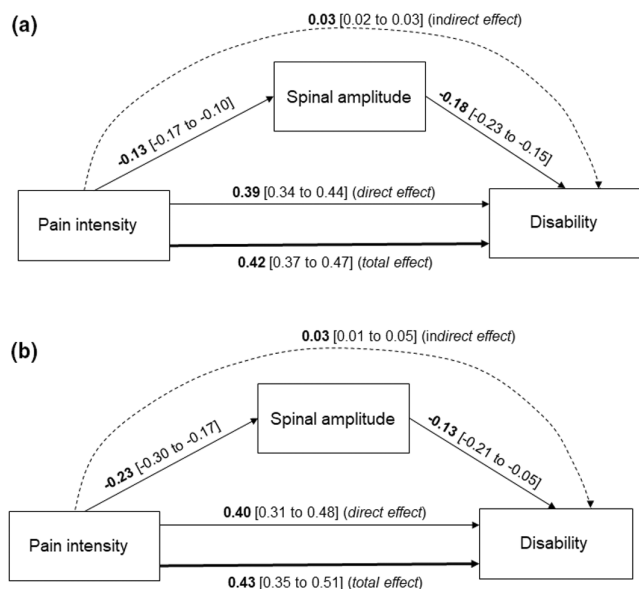 (a)
0.03 [0.02 to 0.03] (indirect effect)
Spinal amplitude
-0.13 [-0.17 to -0.10]
-0.18 [-0.23 to -0.15]
Pain intensity
0.39 [0.34 to 0.44] (direct effect)
Disability
0.42 [0.37 to 0.47] (total effect)
(b)
0.03 [0.01 to 0.05] (indirect effect)
Spinal amplitude
-0.23 [-0.30 to -0.17]
-0.13 [-0.21 to -0.05]
Pain intensity
0.40 [0.31 to 0.48] (direct effect)
Disability
0.43 [0.35 to 0.51] (total effect)